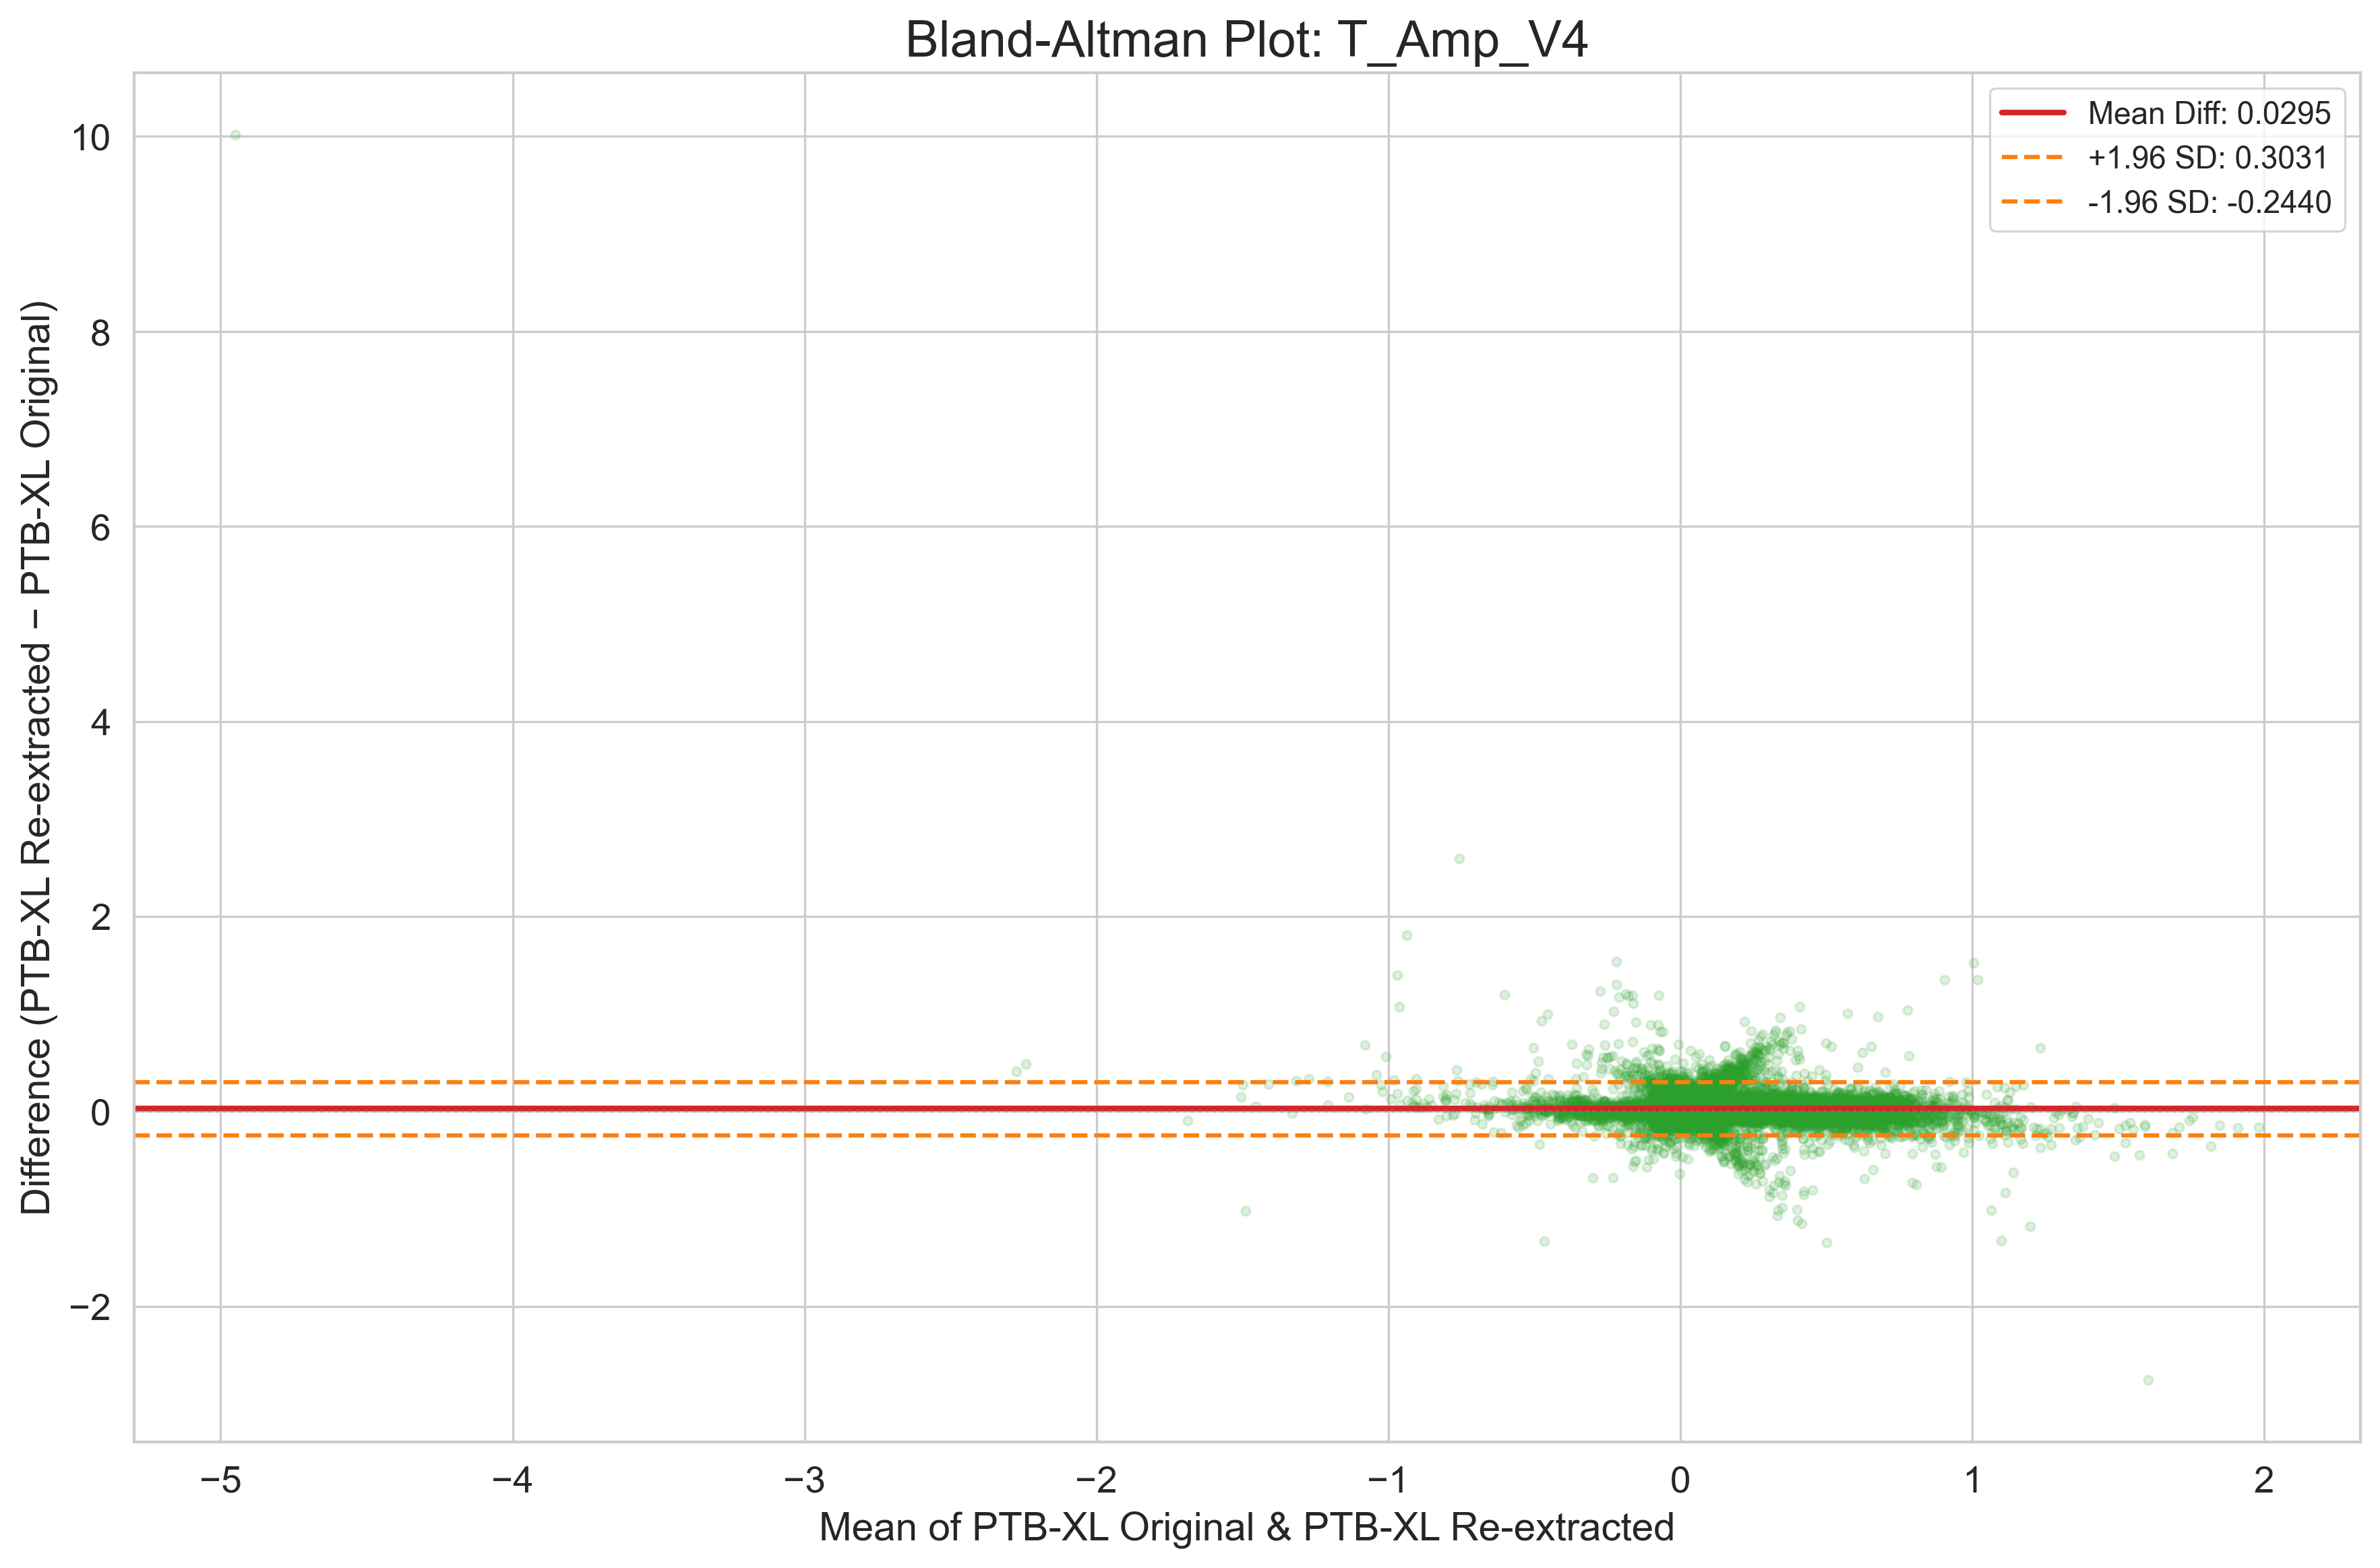 Bland-Altman Plot: T_Amp_V4
Mean Diff: 0.0295
+1.96 SD: 0.3031
-1.96 SD: -0.2440
Difference (PTB-XL Re-extracted − PTB-XL Original)
10
8
6
4
2
0
−2
−5
−4
−3
−2
−1
0
1
2
Mean of PTB-XL Original & PTB-XL Re-extracted